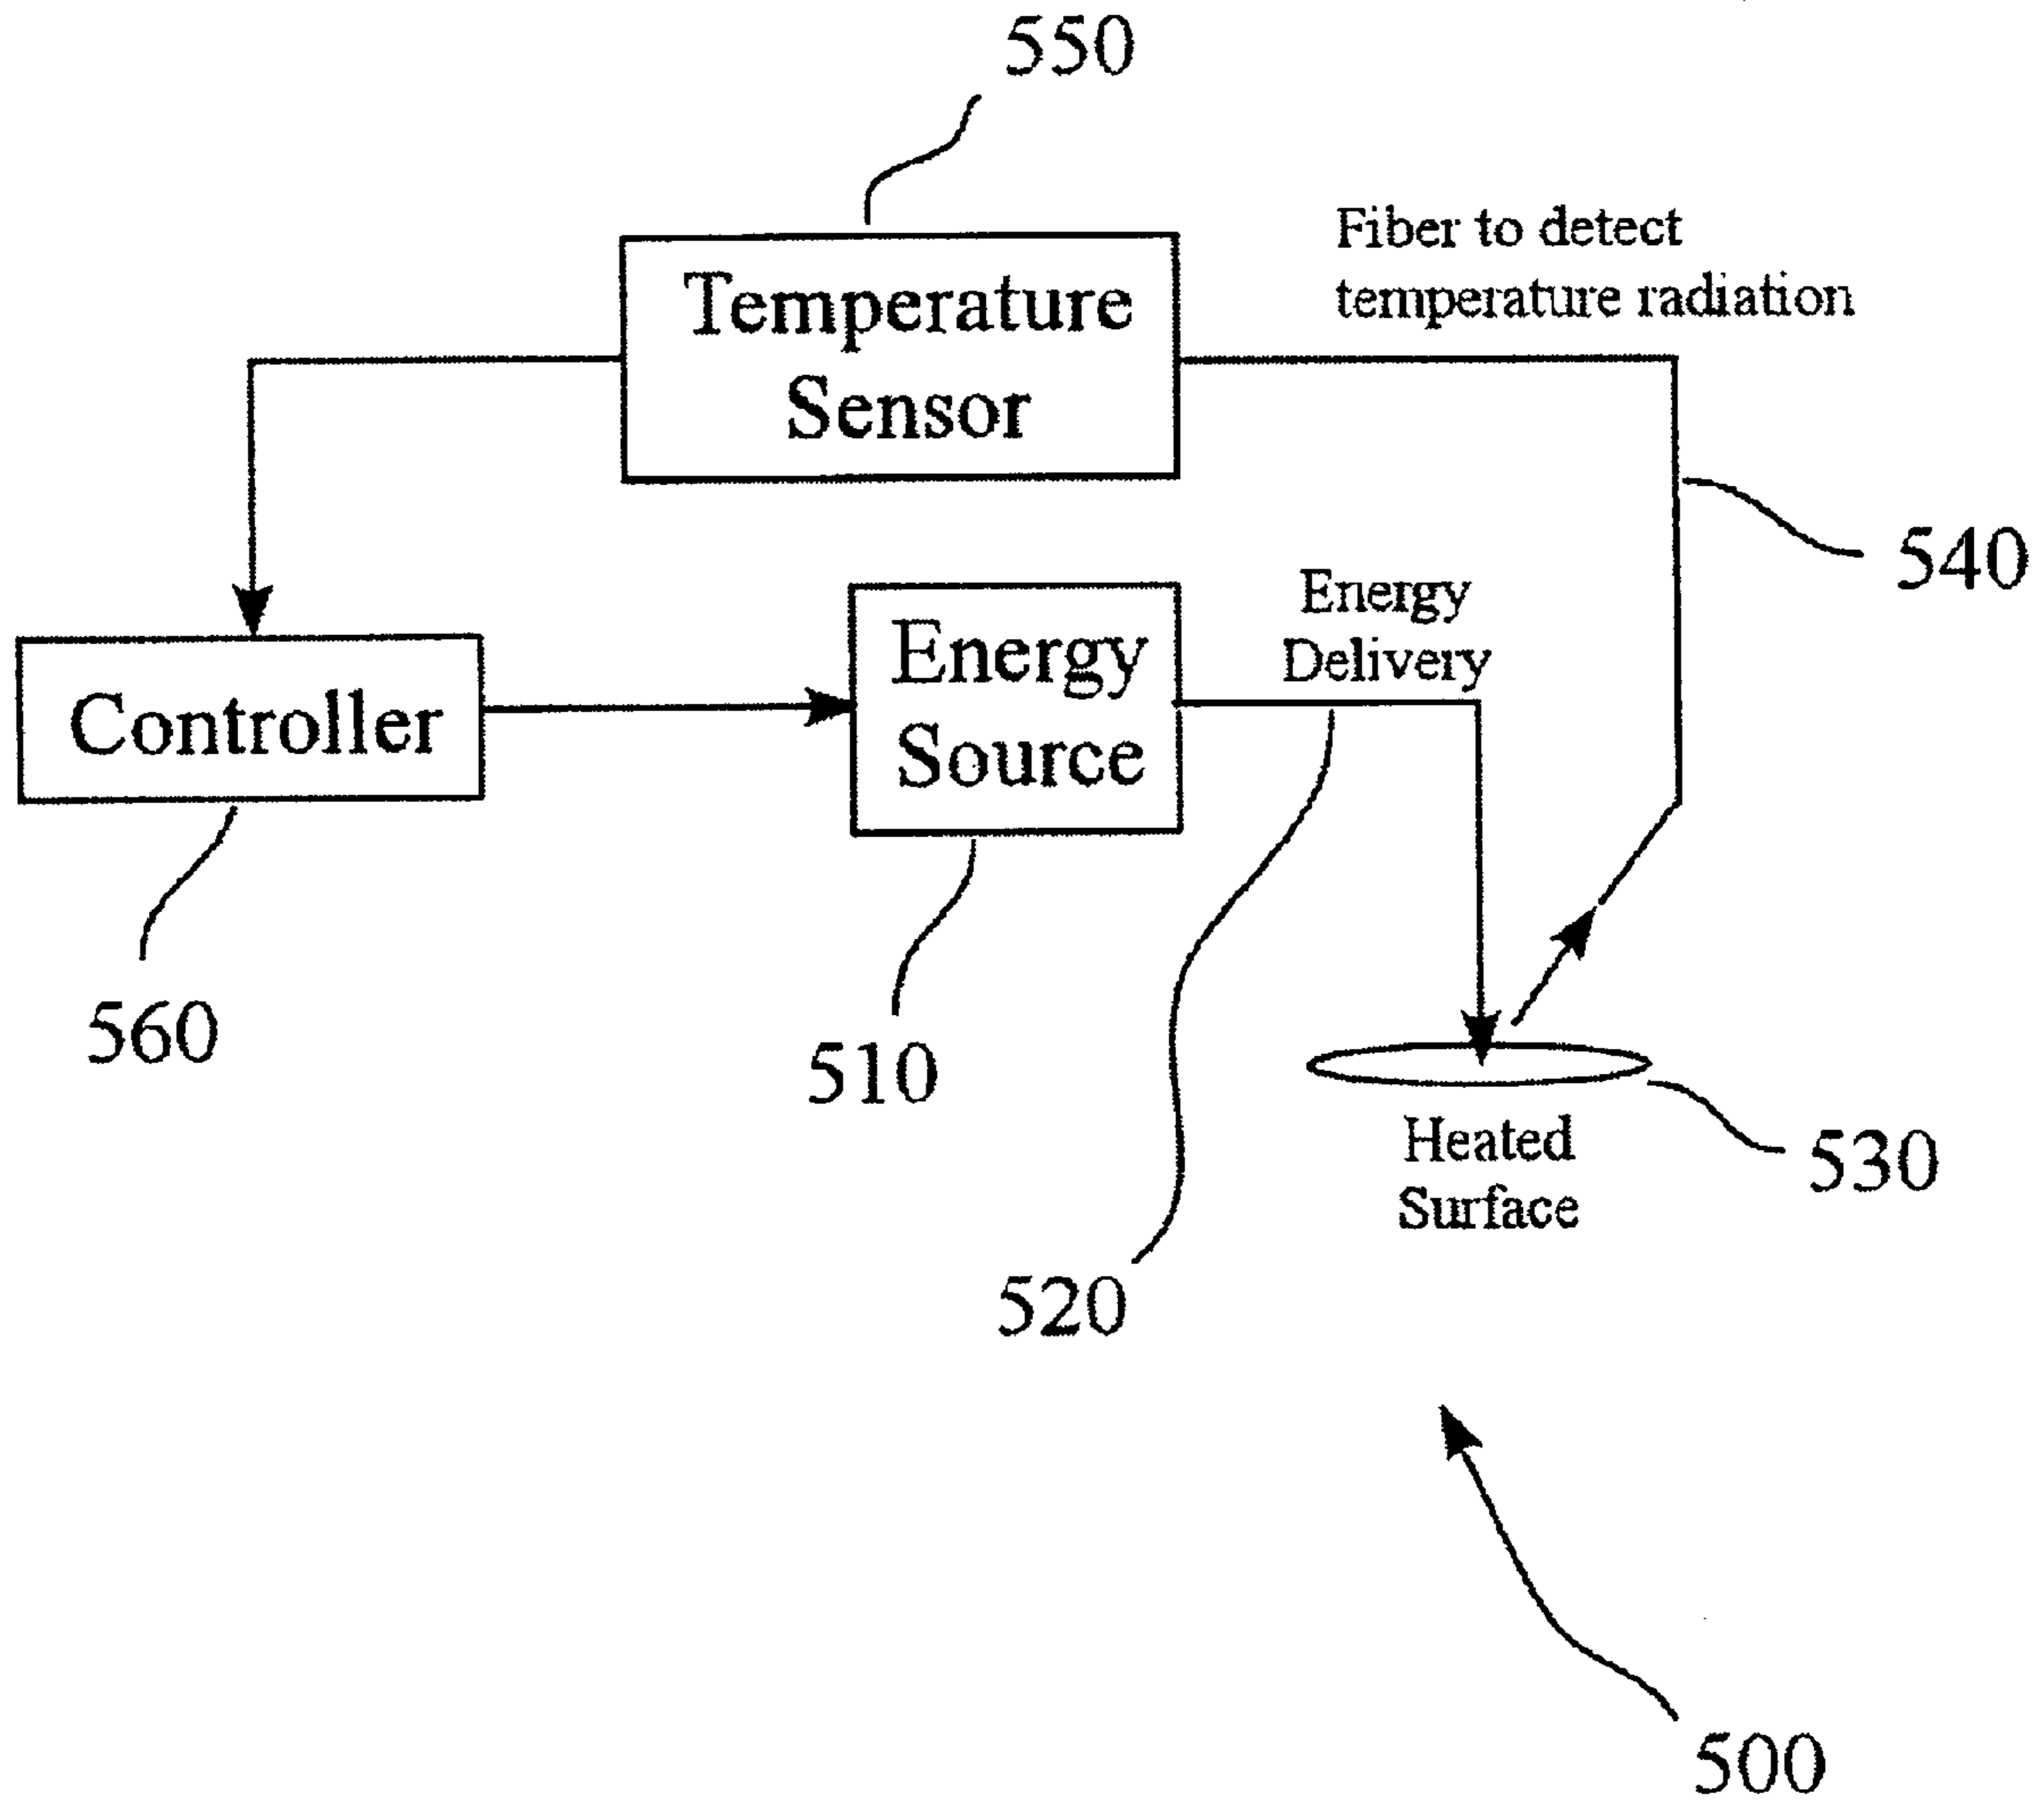 550
Fiber to detect
temperature radiation
Temperature
Sensor
540
Energy
Delivery
Energy
Source
Controller
560
510
Heated
Surface
530
520
500